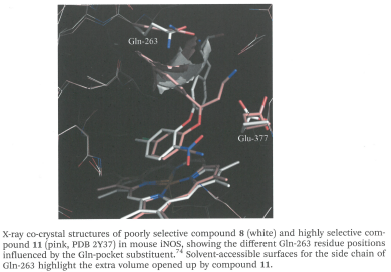 Gln-263
Glu-377
X-ray co-crystal structures of poorly selective compound 8 (white) and highly selective com-
pound 11 (pink, PDB 2Y37) in mouse iNOS, showing the different Gln-263 residue positions
influenced by the Gln-pocket substituent.74 Solvent-accessible surfaces for the side chain of
Gln-263 highlight the extra volume opened up by compound 11.